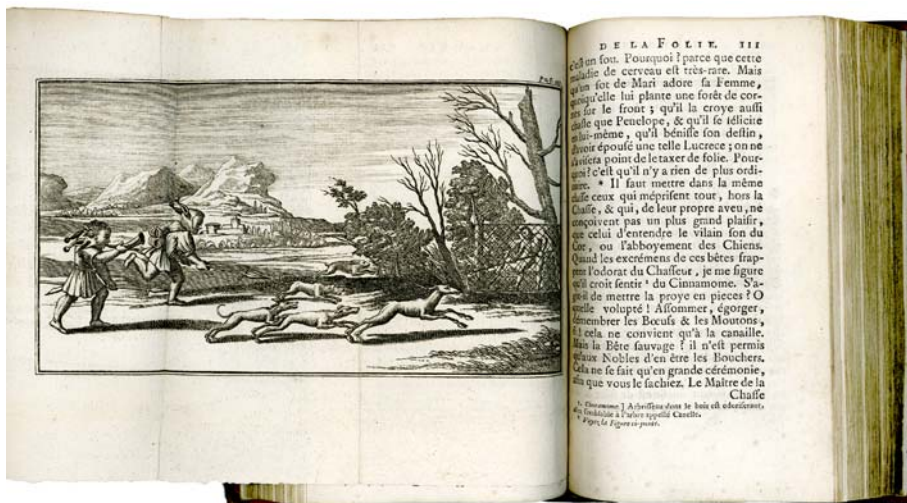 DE LA FOLIE. 111
c'est un fou. Pourquoi ? parce que cette
maladie de cerveau est très-rare. Mais
qu'un sot de Mari adore sa Femme,
quoiqu'elle lui plante une forêt de cor-
nes sur le front ; qu'il la croye aussi
chaste que Penelope, & qu'il se félicite
en lui-même, qu'il bénisse son destin,
d'avoir épousé une telle Lucrece ; on ne
s'avisera point de le taxer de folie. Pour-
quoi ? c'est qu'il n'y a rien de plus ordi-
naire. * Il faut mettre dans la même
classe ceux qui méprisent tout, hors la
Chasse, & qui, de leur propre aveu, ne
conçoivent pas un plus grand plaisir,
que celui d'entendre le vilain son du
Cor, ou l'abboyement des Chiens.
Quand les excrémens de ces bêtes frap-
pent l'odorat du Chasseur, je me figure
qu'il croit sentir ¹ du Cinnamome. S'a-
git-il de mettre la proye en pieces ? O
quelle volupté ! Assommer, égorger,
démembrer les Bœufs & les Moutons,
cela ne convient qu'à la canaille.
Mais la Bête sauvage ? il n'est permis
qu'aux Nobles d'en être les Bouchers.
Cela ne se fait qu'en grande cérémonie,
afin que vous le sachiez. Le Maître de la
Chasse
1. Cinnamome ] Arbrisseau dont le bois est odoriférant,
semblable à l'arbre appellé Canelle.
* Voyez la Figure ci-jointe.